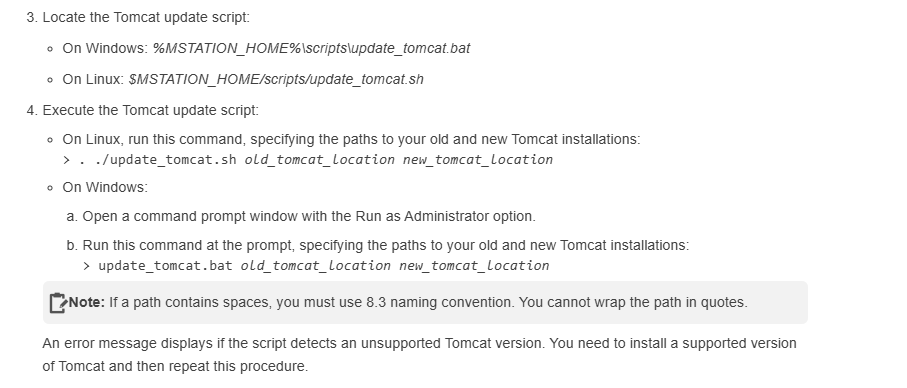 3. Locate the Tomcat update script:
◦ On Windows: %MSTATION_HOME%\scripts\update_tomcat.bat
◦ On Linux: $MSTATION_HOME/scripts/update_tomcat.sh
4. Execute the Tomcat update script:
◦ On Linux, run this command, specifying the paths to your old and new Tomcat installations:
> . ./update_tomcat.sh old_tomcat_location new_tomcat_location
◦ On Windows:
a. Open a command prompt window with the Run as Administrator option.
b. Run this command at the prompt, specifying the paths to your old and new Tomcat installations:
> update_tomcat.bat old_tomcat_location new_tomcat_location
Note: If a path contains spaces, you must use 8.3 naming convention. You cannot wrap the path in quotes.
An error message displays if the script detects an unsupported Tomcat version. You need to install a supported version
of Tomcat and then repeat this procedure.